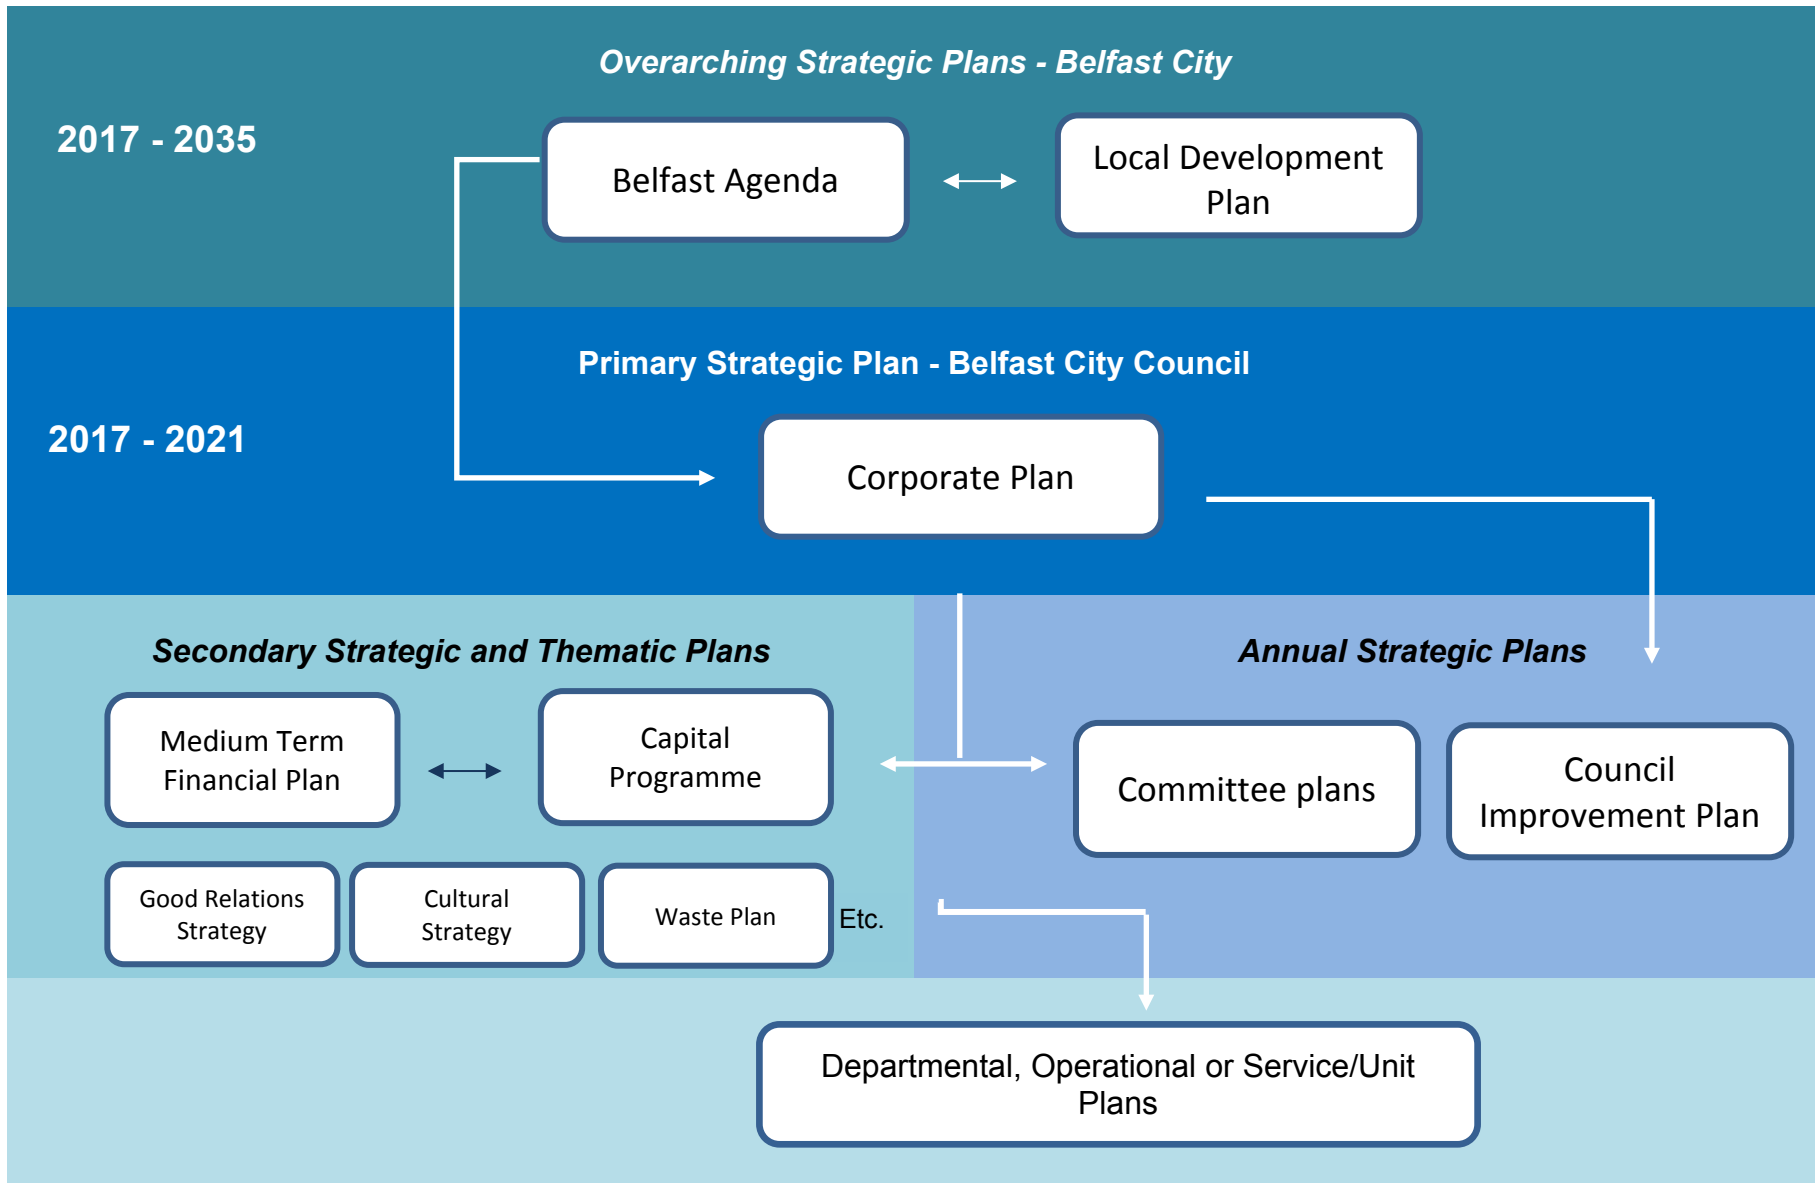 Overarching Strategic Plans - Belfast City
2017 - 2035
Belfast Agenda
Local Development
Plan
Primary Strategic Plan - Belfast City Council
2017 - 2021
Corporate Plan
Secondary Strategic and Thematic Plans
Medium Term
Financial Plan
Capital
Programme
Good Relations
Strategy
Cultural
Strategy
Waste Plan
Etc.
Annual Strategic Plans
Committee plans
Council
Improvement Plan
Departmental, Operational or Service/Unit
Plans